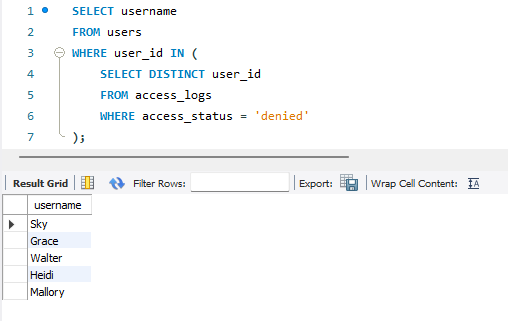 1 SELECT username
2 FROM users
3 WHERE user_id IN (
4 SELECT DISTINCT user_id
5 FROM access_logs
6 WHERE access_status = 'denied'
7 );
Result Grid Filter Rows: Export: Wrap Cell Content:
username
Sky
Grace
Walter
Heidi
Mallory